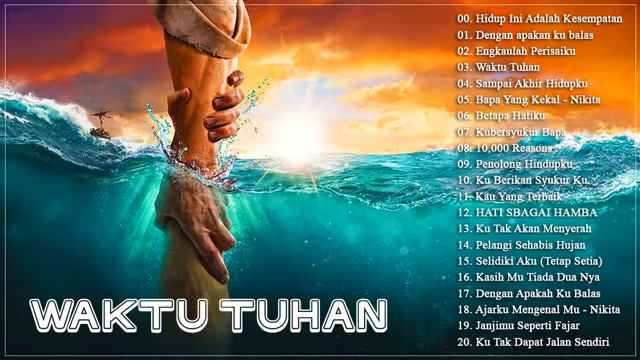 00. Hidup Ini Adalah Kesempatan
01. Dengan apakan ku balas
02. Engkaulah Perisaiku
03. Waktu Tuhan
04. Sampai Akhir Hidupku
05. Bapa Yang Kekal - Nikita
06. Betapa Hatiku
07. Kubersyukur Bapa
08. 10,000 Reasons
09. Penolong Hindupku
10. Ku Berikan Syukur Ku
11. Kau Yang Terbaik
12. HATI SBAGAI HAMBA
13. Ku Tak Akan Menyerah
14. Pelangi Sehabis Hujan
15. Selidiki Aku (Tetap Setia)
16. Kasih Mu Tiada Dua Nya
17. Dengan Apakah Ku Balas
18. Ajarku Mengenal Mu - Nikita
19. Janjimu Seperti Fajar
20. Ku Tak Dapat Jalan Sendiri
WAKTU TUHAN